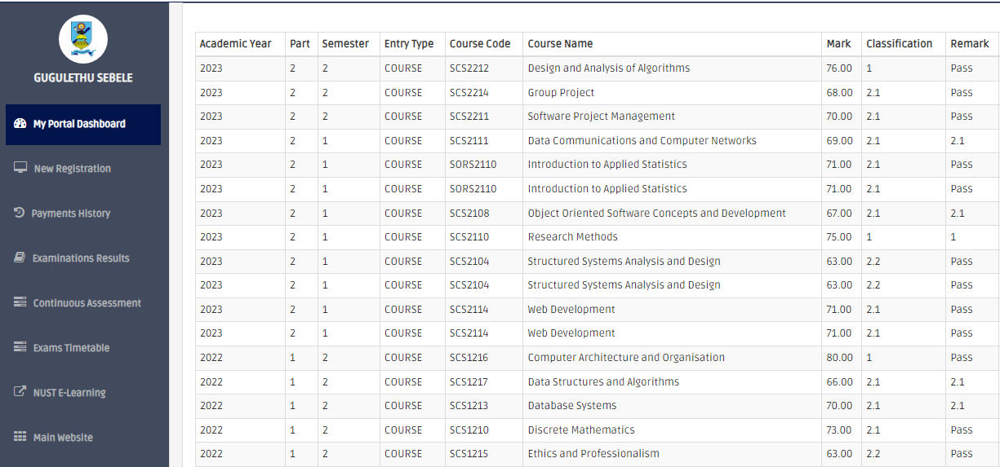 GUGULETHU SEBELE
My Portal Dashboard
New Registration
Payments History
Examinations Results
Continuous Assessment
Exams Timetable
NUST E-Learning
Main Website
Academic Year Part Semester Entry Type Course Code Course Name Mark Classification Remark
2023 2 2 COURSE SCS2212 Design and Analysis of Algorithms 76.00 1 Pass
2023 2 2 COURSE SCS2214 Group Project 68.00 2.1 Pass
2023 2 2 COURSE SCS2211 Software Project Management 70.00 2.1 Pass
2023 2 1 COURSE SCS2111 Data Communications and Computer Networks 69.00 2.1 2.1
2023 2 1 COURSE SORS2110 Introduction to Applied Statistics 71.00 2.1 Pass
2023 2 1 COURSE SORS2110 Introduction to Applied Statistics 71.00 2.1 Pass
2023 2 1 COURSE SCS2108 Object Oriented Software Concepts and Development 67.00 2.1 2.1
2023 2 1 COURSE SCS2110 Research Methods 75.00 1 1
2023 2 1 COURSE SCS2104 Structured Systems Analysis and Design 63.00 2.2 Pass
2023 2 1 COURSE SCS2104 Structured Systems Analysis and Design 63.00 2.2 Pass
2023 2 1 COURSE SCS2114 Web Development 71.00 2.1 Pass
2023 2 1 COURSE SCS2114 Web Development 71.00 2.1 Pass
2022 1 2 COURSE SCS1216 Computer Architecture and Organisation 80.00 1 Pass
2022 1 2 COURSE SCS1217 Data Structures and Algorithms 66.00 2.1 2.1
2022 1 2 COURSE SCS1213 Database Systems 70.00 2.1 2.1
2022 1 2 COURSE SCS1210 Discrete Mathematics 73.00 2.1 Pass
2022 1 2 COURSE SCS1215 Ethics and Professionalism 63.00 2.2 Pass